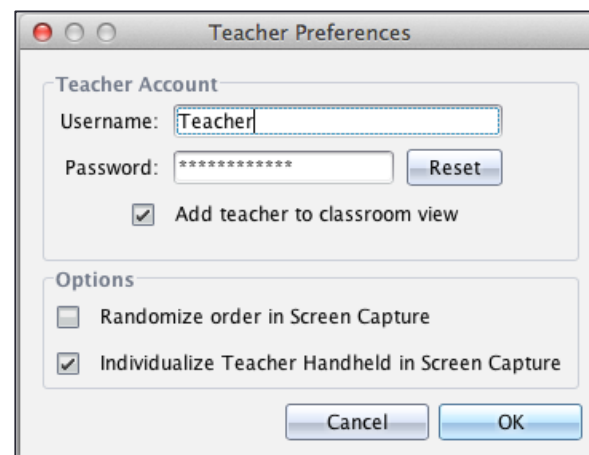 Teacher Preferences
Teacher Account
Username: Teacher
Password: ************ Reset
Add teacher to classroom view
Options
Randomize order in Screen Capture
Individualize Teacher Handheld in Screen Capture
Cancel OK